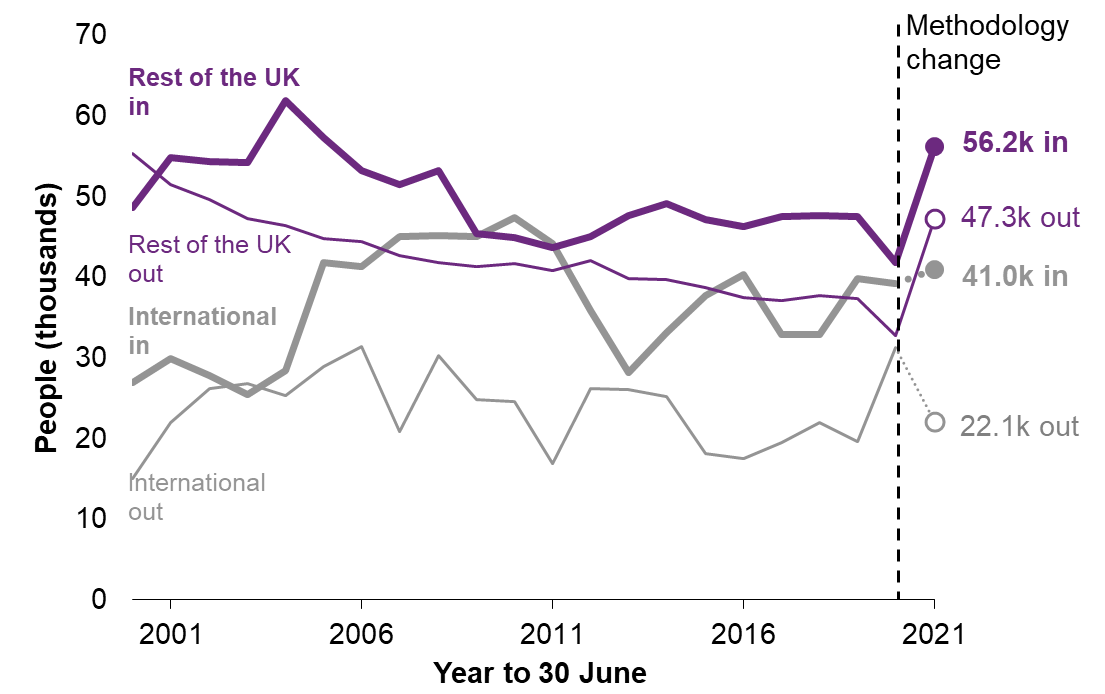 70
Methodology
change
Rest of the UK
in
60
56.2k in
50
47.3k out
Rest of the UK
out
40
41.0k in
International
in
30
People (thousands)
20
22.1k out
International
out
10
0
2001 2006 2011 2016 2021
Year to 30 June